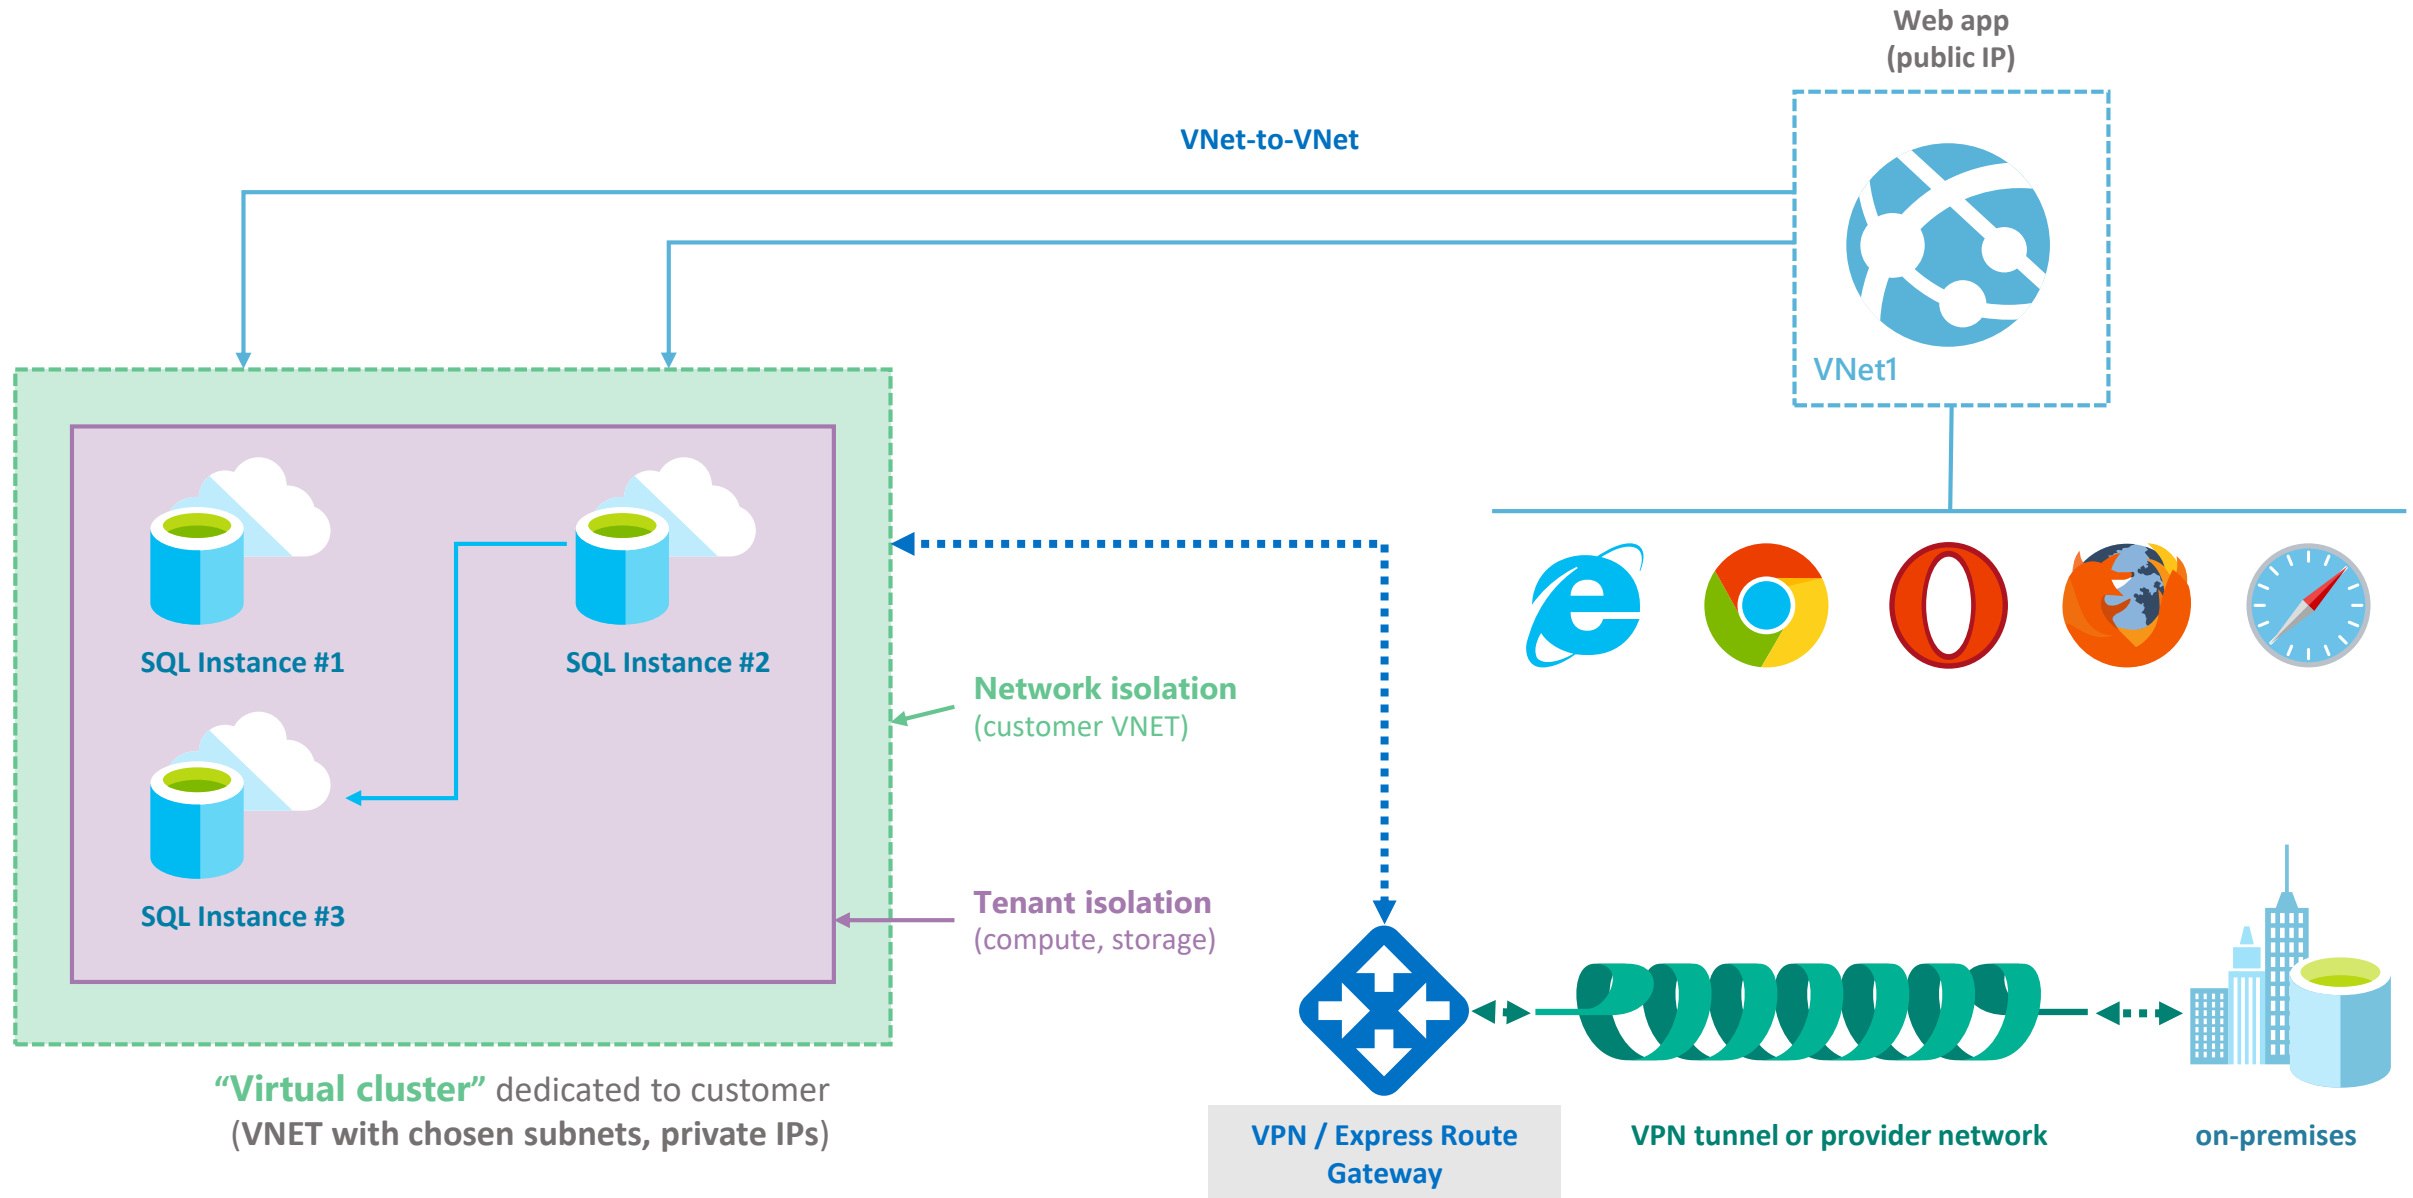 Web app
(public IP)
VNet-to-VNet
VNet1
SQL Instance #1
SQL Instance #2
SQL Instance #3
Network isolation
(customer VNET)
Tenant isolation
(compute, storage)
“Virtual cluster” dedicated to customer
(VNET with chosen subnets, private IPs)
VPN / Express Route
Gateway
VPN tunnel or provider network
on-premises